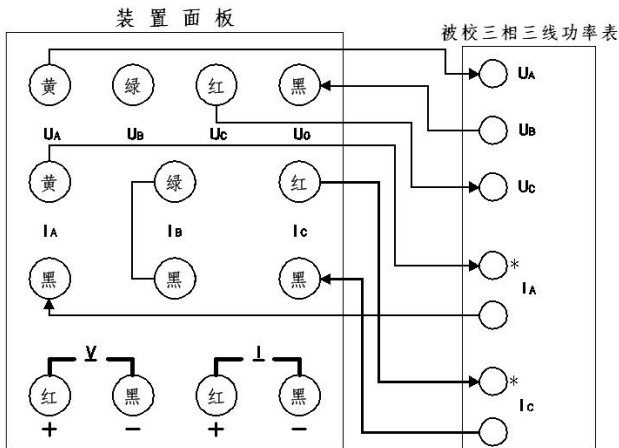 装置面板
被校三相三线功率表
黄 绿 红 黑
UA UB UC UO
黄 绿 红
IA IB IC
黑 黑 黑
V I
红 黑 红 黑
+ - + -
UA
UB
UC
*
IA
*
IC